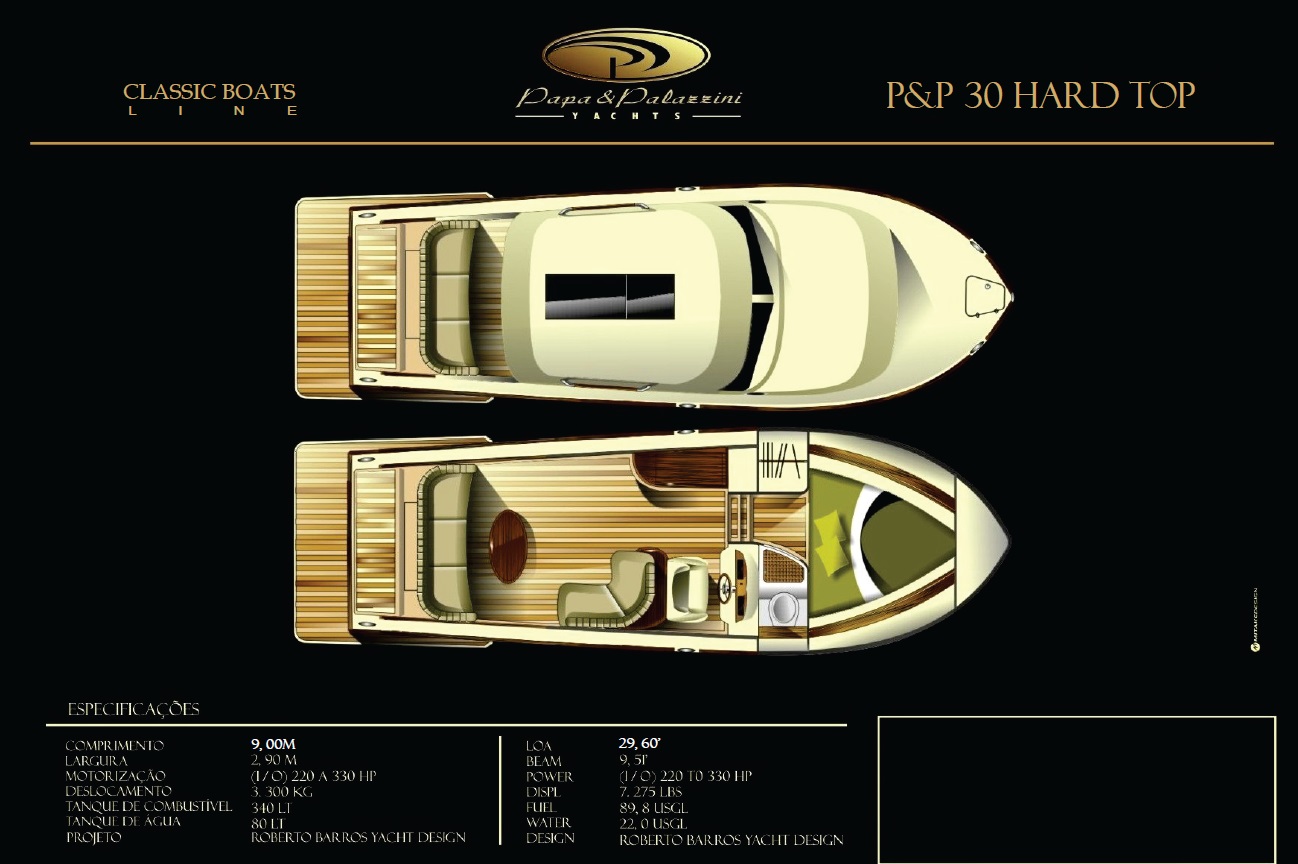 CLASSIC BOATS
LINE
Papa & Palazzini
YACHTS
P&P 30 HARD TOP
ESPECIFICAÇÕES
COMPRIMENTO 9, 00M
LARGURA 2, 90 M
MOTORIZAÇÃO (I / O) 220 A 330 HP
DESLOCAMENTO 3. 300 KG
TANQUE DE COMBUSTÍVEL 340 LT
TANQUE DE ÁGUA 80 LT
PROJETO ROBERTO BARROS YACHT DESIGN
LOA 29, 60'
BEAM 9, 51'
POWER (I / O) 220 T0 330 HP
DISPL 7. 275 LBS
FUEL 89, 8 USGL
WATER 22, 0 USGL
DESIGN ROBERTO BARROS YACHT DESIGN